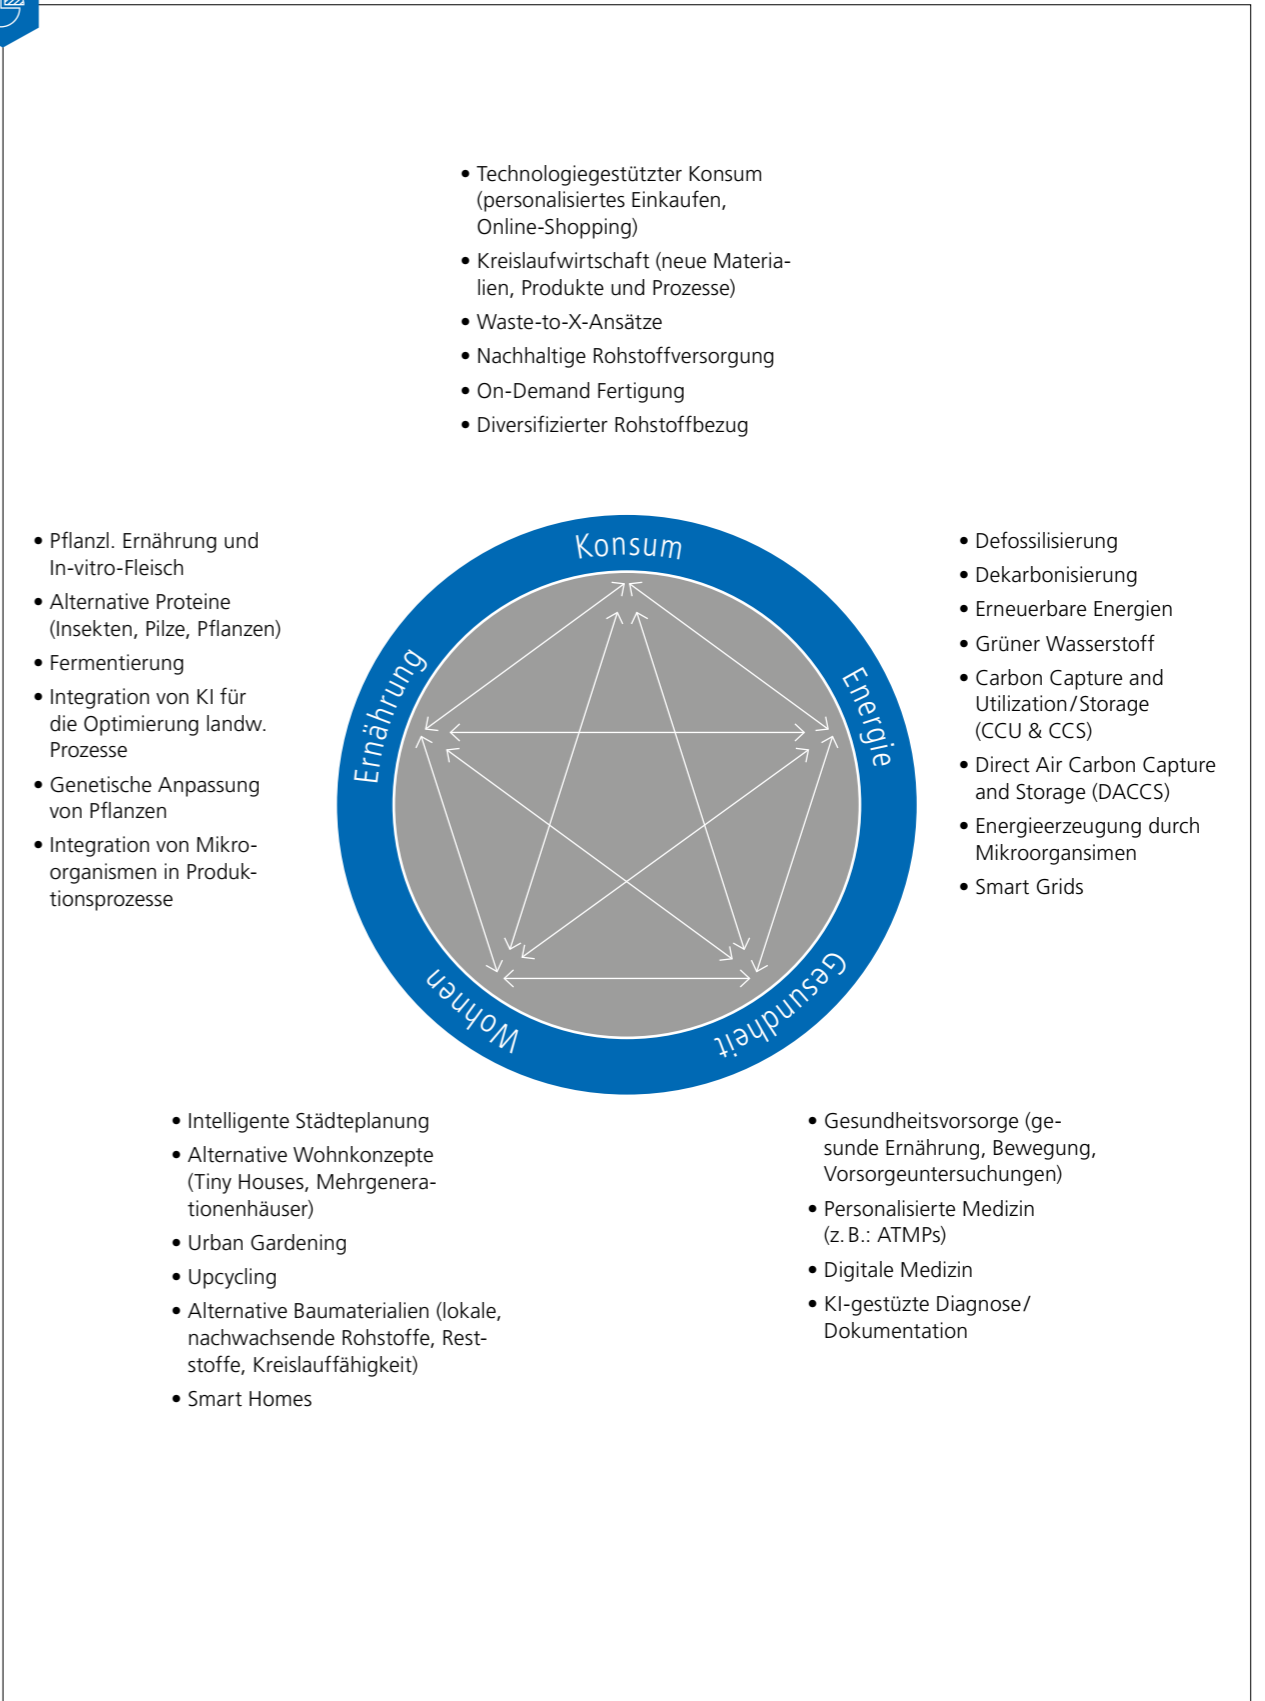 • Technologiegestützter Konsum
(personalisiertes Einkaufen,
Online-Shopping)
• Kreislaufwirtschaft (neue Materia-
lien, Produkte und Prozesse)
• Waste-to-X-Ansätze
• Nachhaltige Rohstoffversorgung
• On-Demand Fertigung
• Diversifizierter Rohstoffbezug
• Pflanzl. Ernährung und
In-vitro-Fleisch
• Alternative Proteine
(Insekten, Pilze, Pflanzen)
• Fermentierung
• Integration von KI für
die Optimierung landw.
Prozesse
• Genetische Anpassung
von Pflanzen
• Integration von Mikro-
organismen in Produk-
tionsprozesse
Konsum
Energie
Gesundheit
Wohnen
Ernährung
• Defossilisierung
• Dekarbonisierung
• Erneuerbare Energien
• Grüner Wasserstoff
• Carbon Capture and
Utilization/Storage
(CCU & CCS)
• Direct Air Carbon Capture
and Storage (DACCS)
• Energieerzeugung durch
Mikroorgansimen
• Smart Grids
• Intelligente Städteplanung
• Alternative Wohnkonzepte
(Tiny Houses, Mehrgenera-
tionenhäuser)
• Urban Gardening
• Upcycling
• Alternative Baumaterialien (lokale,
nachwachsende Rohstoffe, Rest-
stoffe, Kreislauffähigkeit)
• Smart Homes
• Gesundheitsvorsorge (ge-
sunde Ernährung, Bewegung,
Vorsorgeuntersuchungen)
• Personalisierte Medizin
(z. B.: ATMPs)
• Digitale Medizin
• KI-gestüzte Diagnose/
Dokumentation